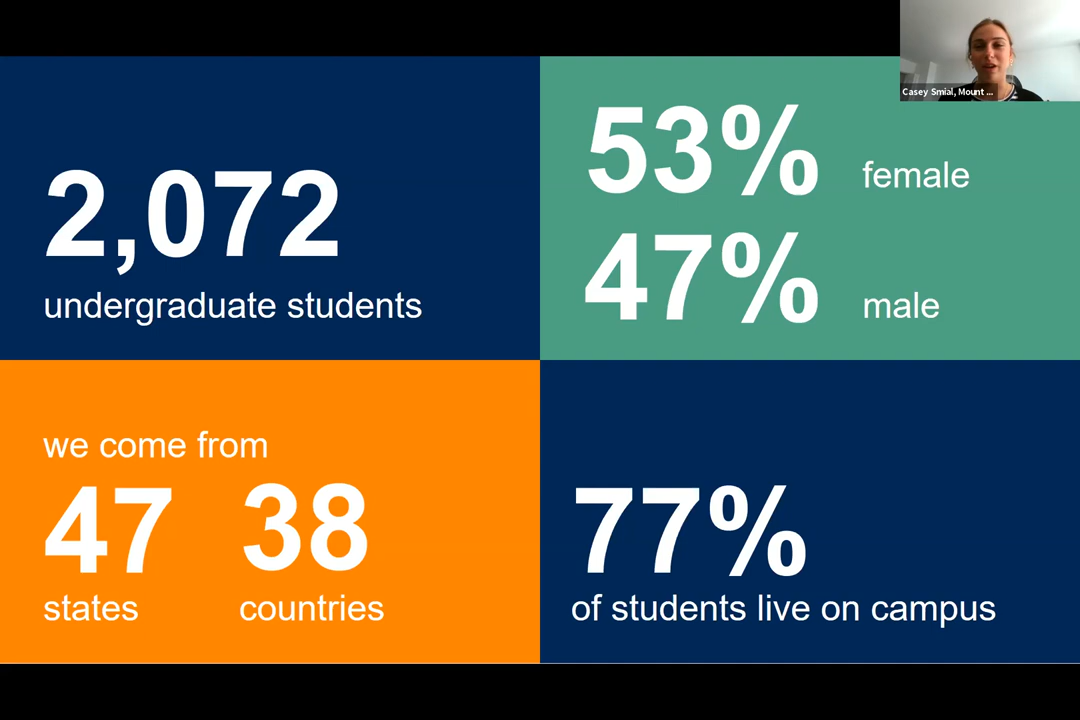 2,072
undergraduate students
53% female
47% male
we come from
47 38
states countries
77%
of students live on campus
Casey Smial, Mount ...